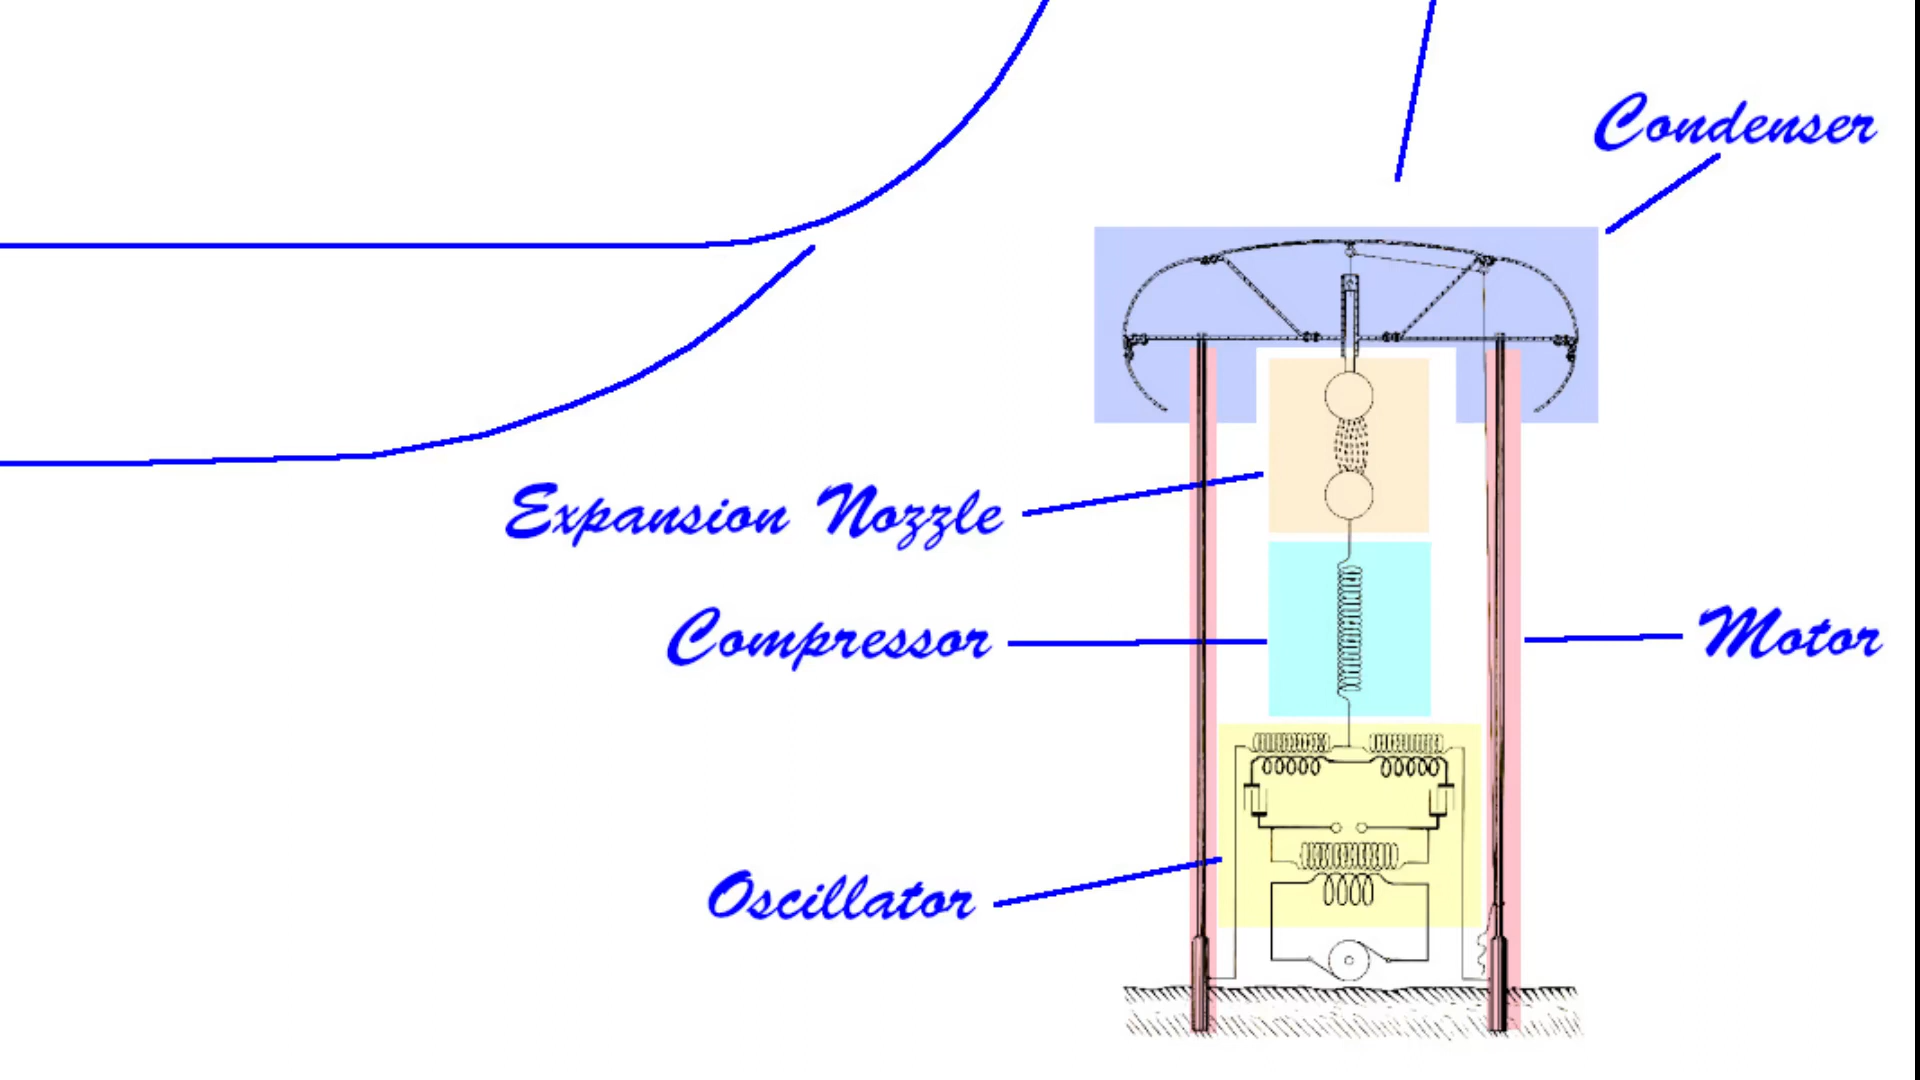 Condenser
Expansion Nozzle
Compressor
Motor
Oscillator